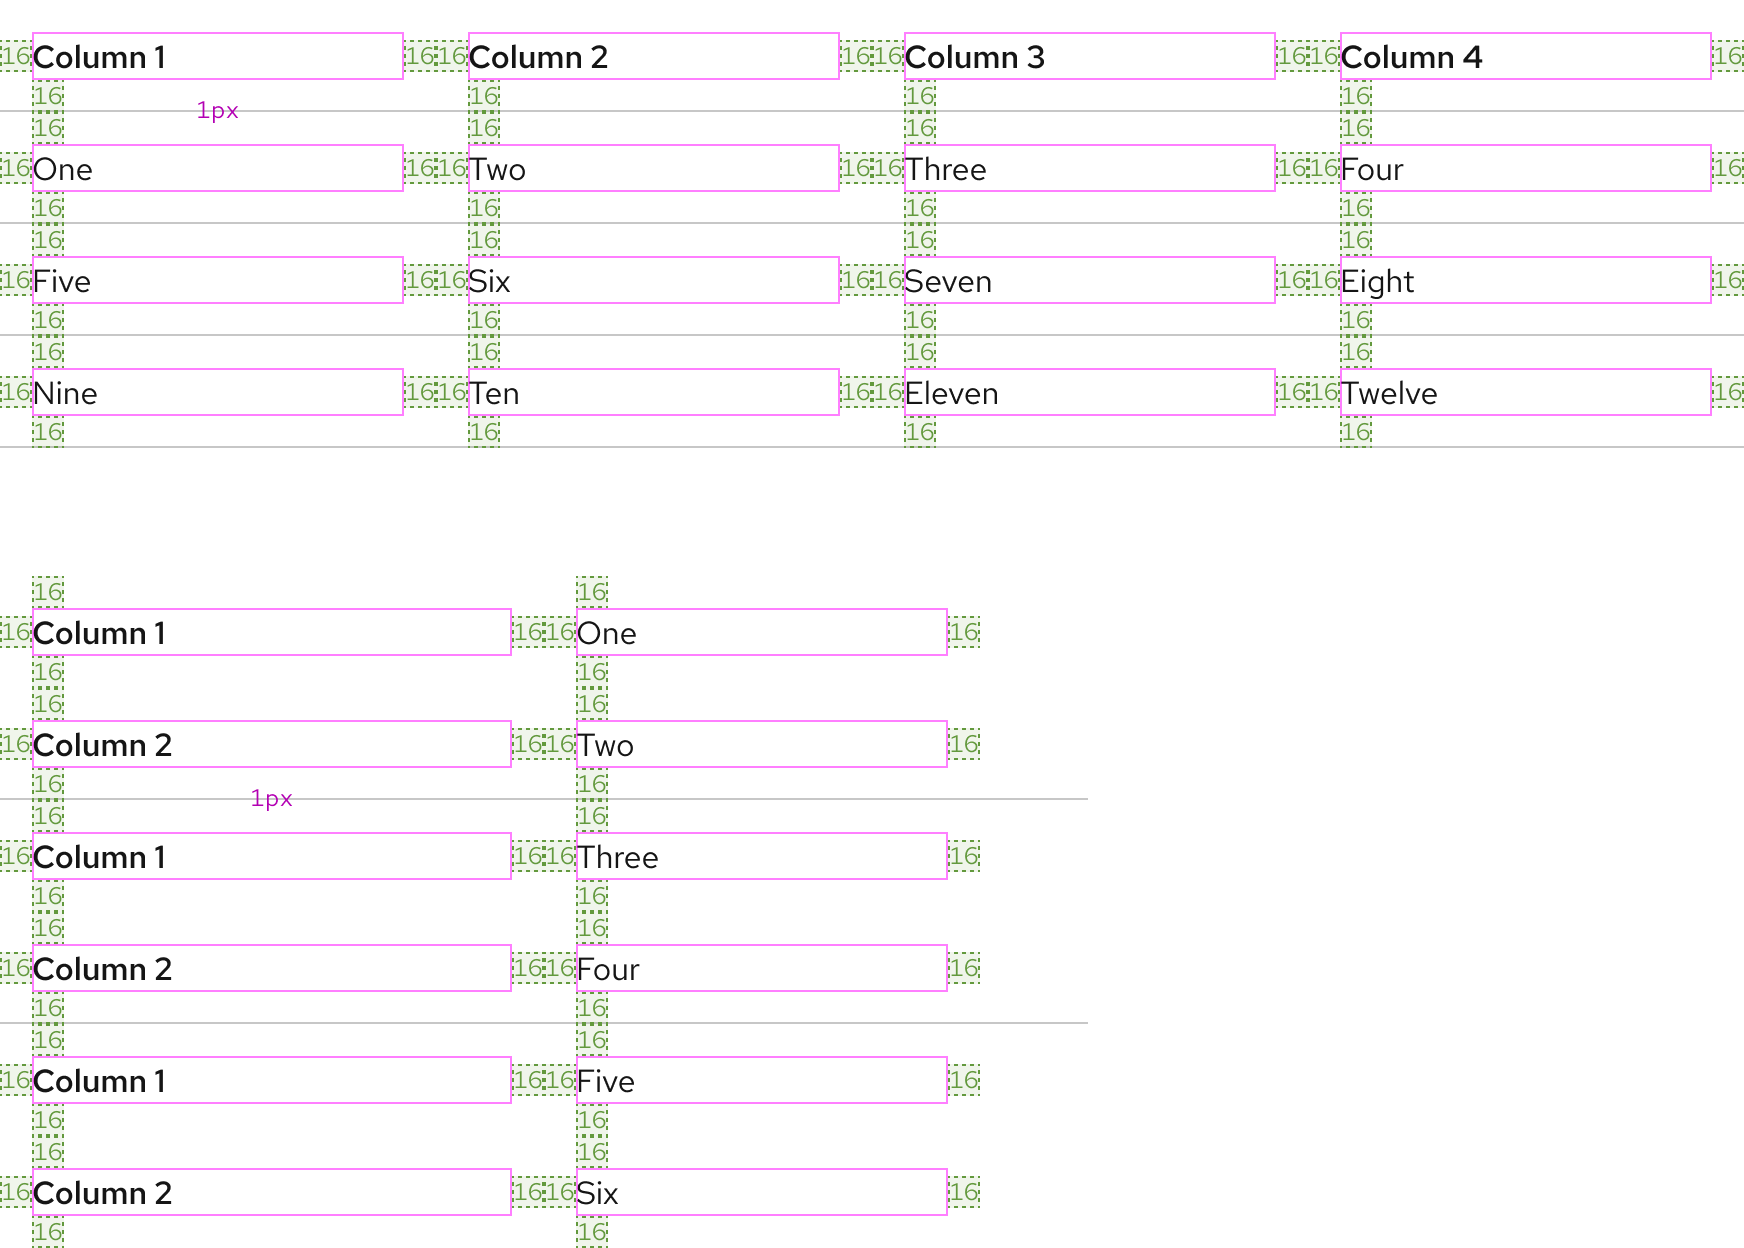 16 Column 1 16 16 Column 2 16 16 Column 3 16 16 Column 4 16
16 16 16 16
1px
16 16 16 16
16 One 16 16 Two 16 16 Three 16 16 Four 16
16 16 16 16
16 16 16 16
16 Five 16 16 Six 16 16 Seven 16 16 Eight 16
16 16 16 16
16 16 16 16
16 Nine 16 16 Ten 16 16 Eleven 16 16 Twelve 16
16 16 16 16
16 16
16 Column 1 16 16 One 16
16 16
16 16
16 Column 2 16 16 Two 16
16 16
1px
16 16
16 Column 1 16 16 Three 16
16 16
16 16
16 Column 2 16 16 Four 16
16 16
16 16
16 Column 1 16 16 Five 16
16 16
16 16
16 Column 2 16 16 Six 16
16 16